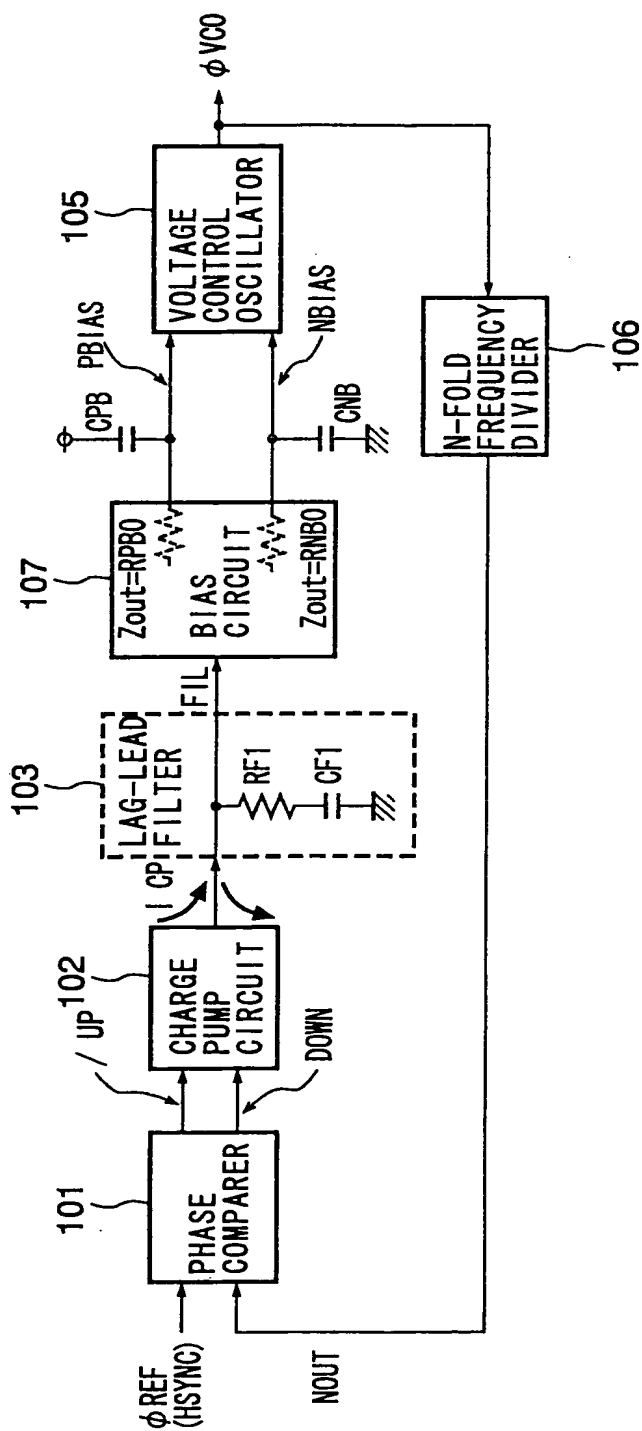 101
PHASE
COMPARER
φREF
(HSYNC)
NOUT
/UP
DOWN
102
CHARGE
PUMP
CIRCUIT
I CP
103
LAG-LEAD
FILTER
RF1
CF1
FIL
107
Zout=RPBO
BIAS
CIRCUIT
Zout=RNBO
CPB
PBIAS
CNB
NBIAS
105
VOLTAGE
CONTROL
OSCILLATOR
φVCO
N-FOLD
FREQUENCY
DIVIDER
106